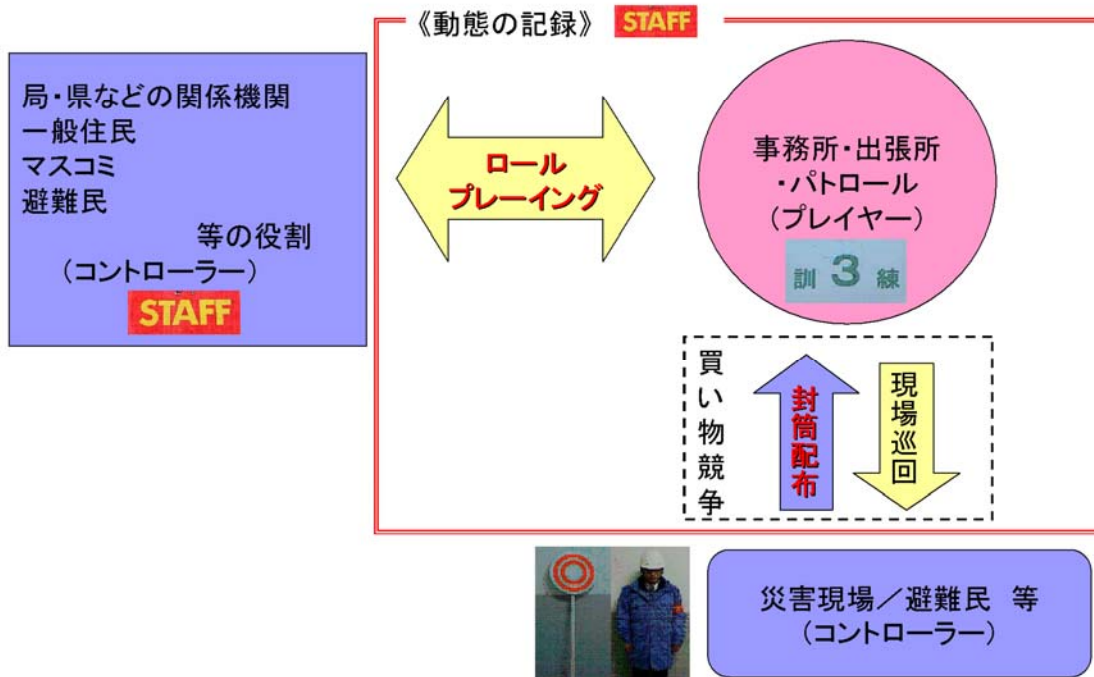 《動態の記録》 STAFF
局・県などの関係機関
一般住民
マスコミ
避難民
等の役割
(コントローラー)
STAFF
ロール
プレーイング
事務所・出張所
・パトロール
(プレイヤー)
訓 3 練
買い物競争
封筒配布
現場巡回
災害現場／避難民 等
(コントローラー)